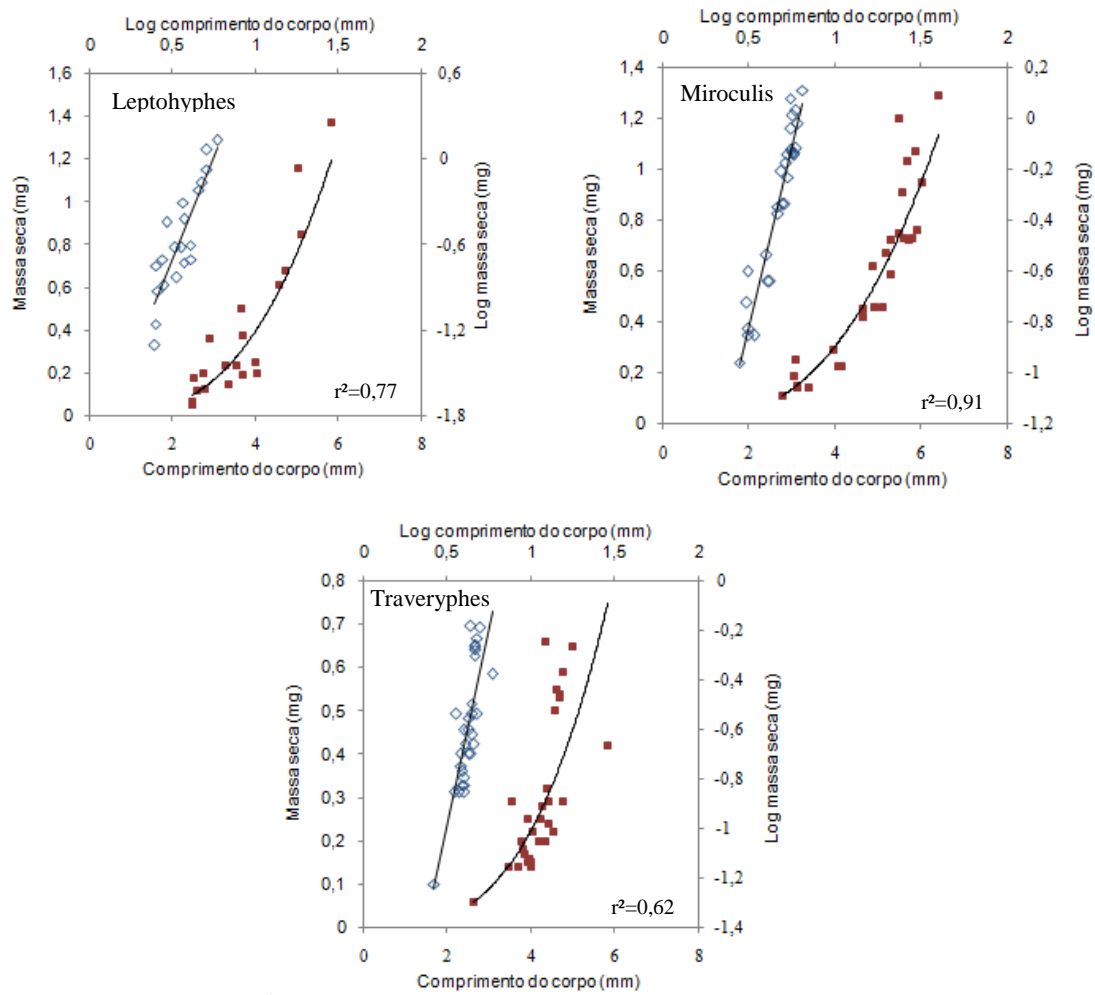 Log comprimento do corpo (mm)
0 0,5 1 1,5 2
1,6
1,4
1,2
1
0,8
0,6
0,4
0,2
0
Massa seca (mg)
Leptohyphes
r²=0,77
0,6
0
-0,6
-1,2
-1,8
Log massa seca (mg)
0 2 4 6 8
Comprimento do corpo (mm)
Log comprimento do corpo (mm)
0 0,5 1 1,5 2
1,4
1,2
1
0,8
0,6
0,4
0,2
0
Massa seca (mg)
Miroculis
r²=0,91
0,2
0
-0,2
-0,4
-0,6
-0,8
-1
-1,2
Log massa seca (mg)
0 2 4 6 8
Comprimento do corpo (mm)
Log comprimento do corpo (mm)
0 0,5 1 1,5 2
0,8
0,7
0,6
0,5
0,4
0,3
0,2
0,1
0
Massa seca (mg)
Traveryphes
r²=0,62
0
-0,2
-0,4
-0,6
-0,8
-1
-1,2
-1,4
Log massa seca (mg)
0 2 4 6 8
Comprimento do corpo (mm)